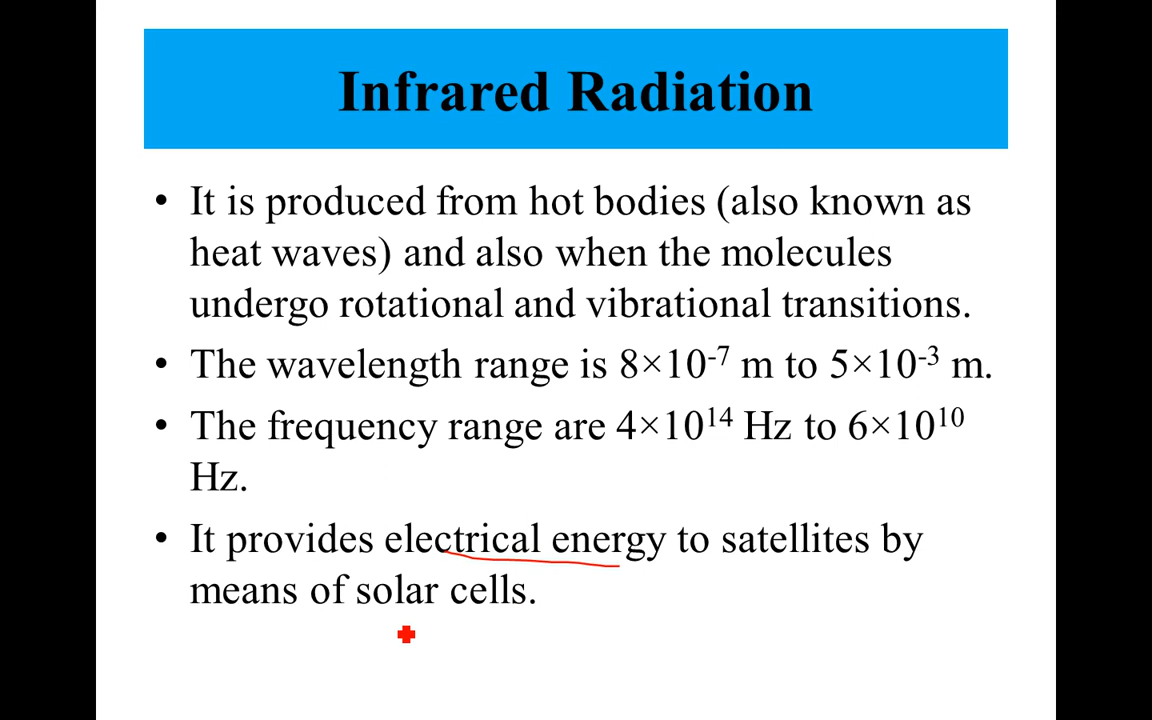 Infrared Radiation
• It is produced from hot bodies (also known as
heat waves) and also when the molecules
undergo rotational and vibrational transitions.
• The wavelength range is 8×10⁻⁷ m to 5×10⁻³ m.
• The frequency range are 4×10¹⁴ Hz to 6×10¹⁰
Hz.
• It provides electrical energy to satellites by
means of solar cells.